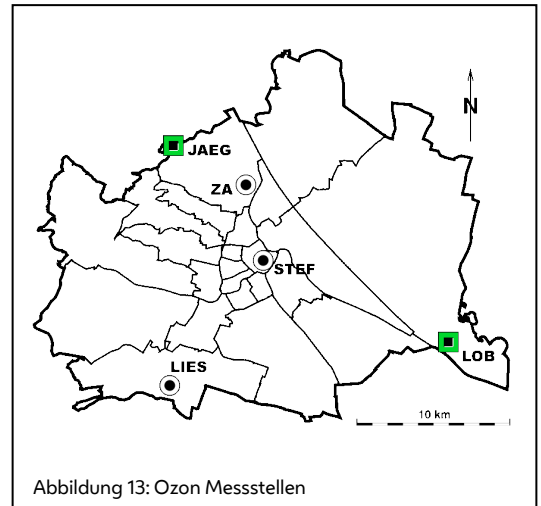 N
JAEG
ZA
STEF
LOB
LIES
10 km
Abbildung 13: Ozon Messstellen